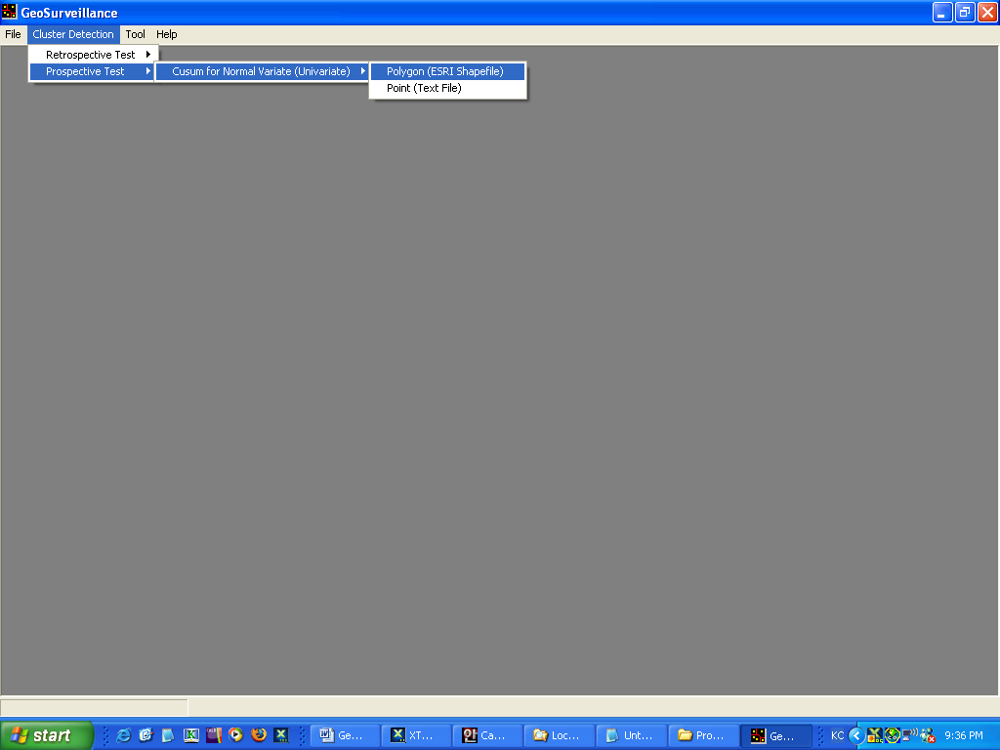 GeoSurveillance
File Cluster Detection Tool Help
Retrospective Test
Prospective Test Cusum for Normal Variate (Univariate) Polygon (ESRI Shapefile)
Point (Text File)
start Ge... XT... Ca... Loc... Unt... Pro... Ge... KC 9:36 PM